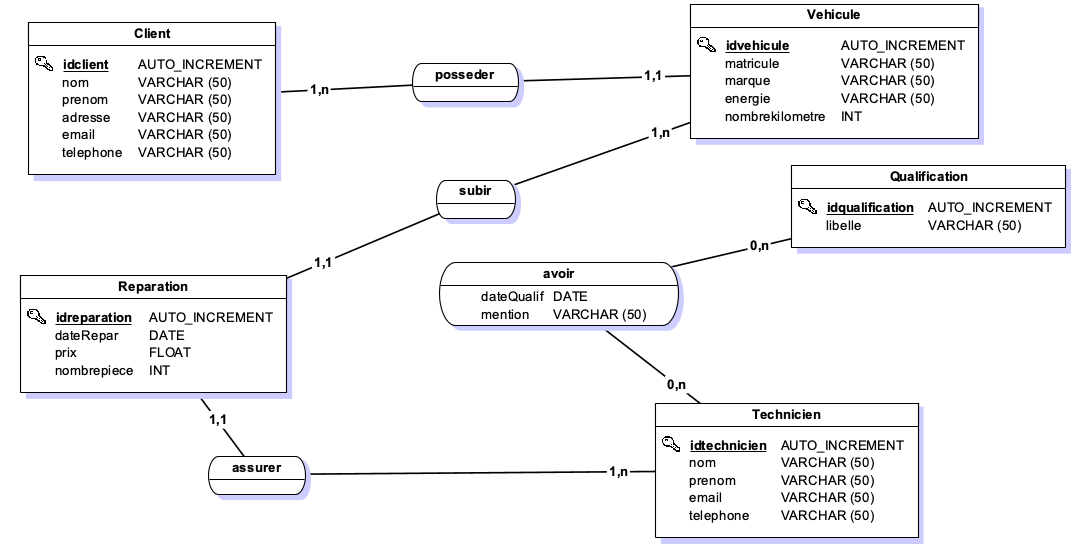 Client
idclient AUTO_INCREMENT
nom VARCHAR (50)
prenom VARCHAR (50)
adresse VARCHAR (50)
email VARCHAR (50)
telephone VARCHAR (50)
1,n
posseder
1,1
Vehicule
idvehicule AUTO_INCREMENT
matricule VARCHAR (50)
marque VARCHAR (50)
energie VARCHAR (50)
nombrekilometre INT
1,n
subir
1,1
Qualification
idqualification AUTO_INCREMENT
libelle VARCHAR (50)
0,n
avoir
dateQualif DATE
mention VARCHAR (50)
0,n
Reparation
idreparation AUTO_INCREMENT
dateRepar DATE
prix FLOAT
nombrepiece INT
1,1
assurer
1,n
Technicien
idtechnicien AUTO_INCREMENT
nom VARCHAR (50)
prenom VARCHAR (50)
email VARCHAR (50)
telephone VARCHAR (50)